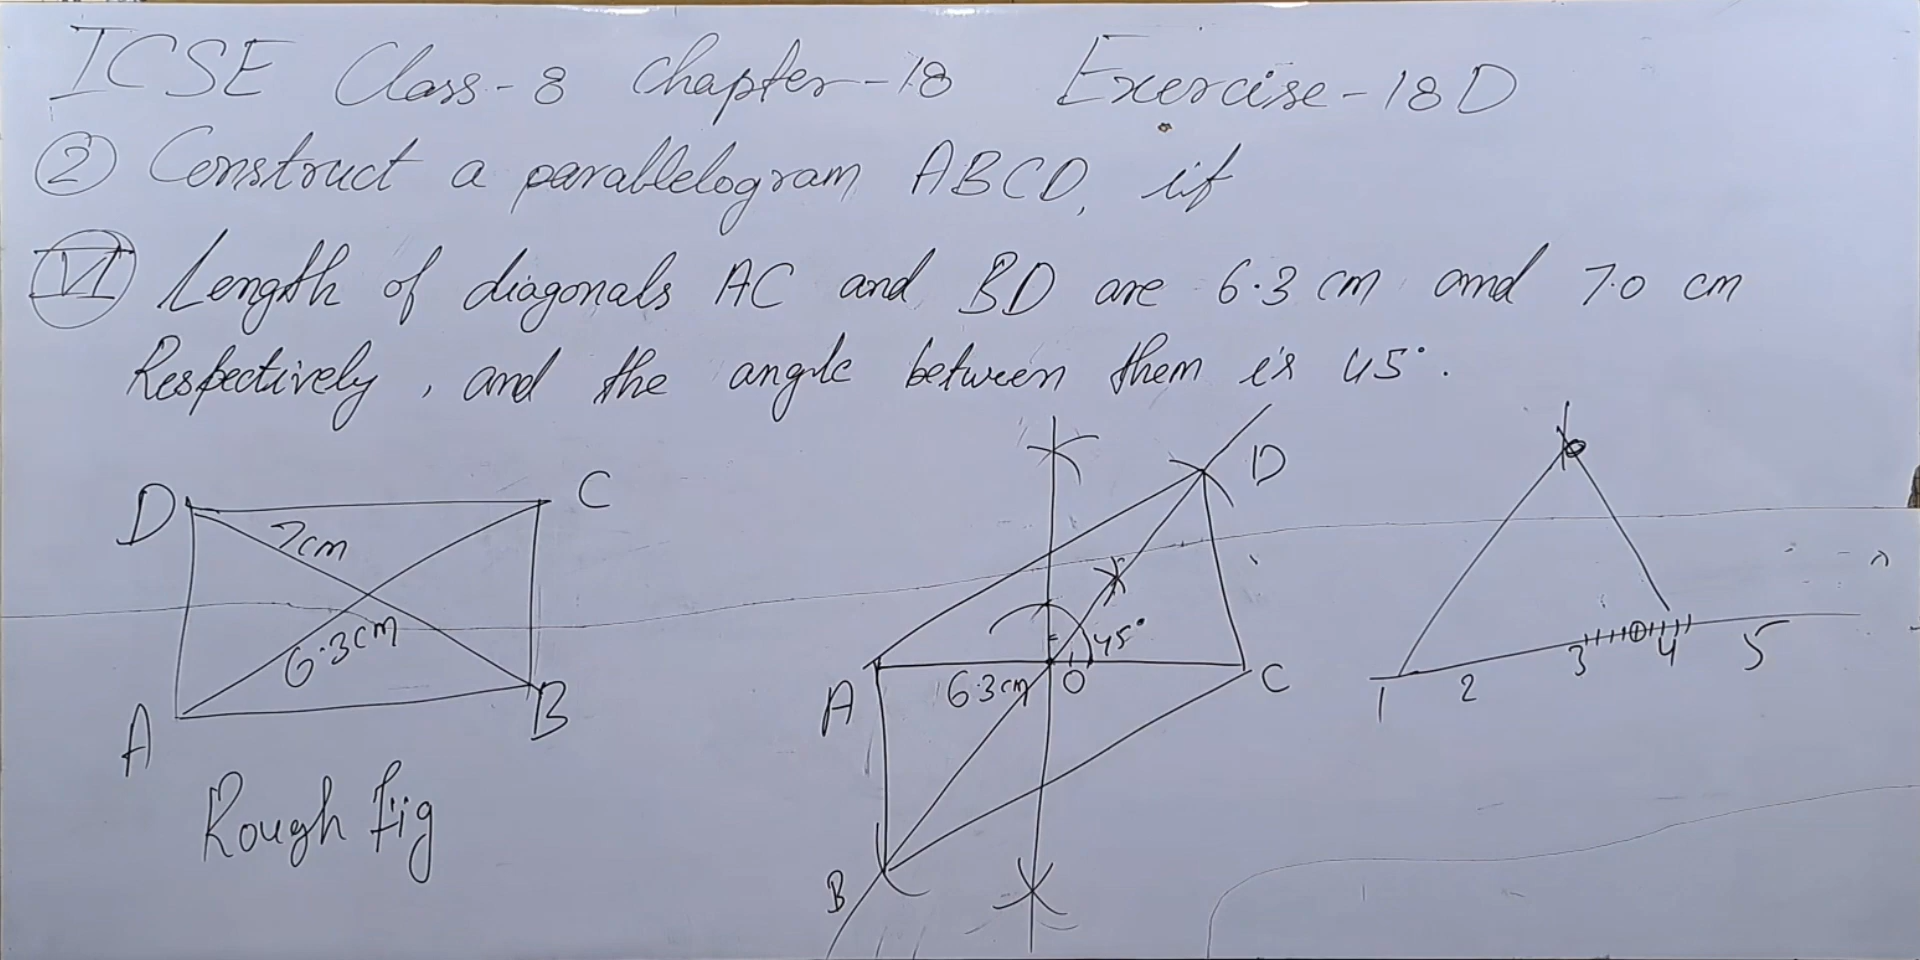 ICSE Class-8 Chapter-18 Exercise-18D
② Construct a parallelogram ABCD, if
VI Length of diagonals AC and BD are 6.3 cm and 7.0 cm
Respectively, and the angle between them is 45°.
D C
7cm
6.3cm
A B
Rough Fig
D
45°
A 6.3cm O C
B
1 2 3 4 5